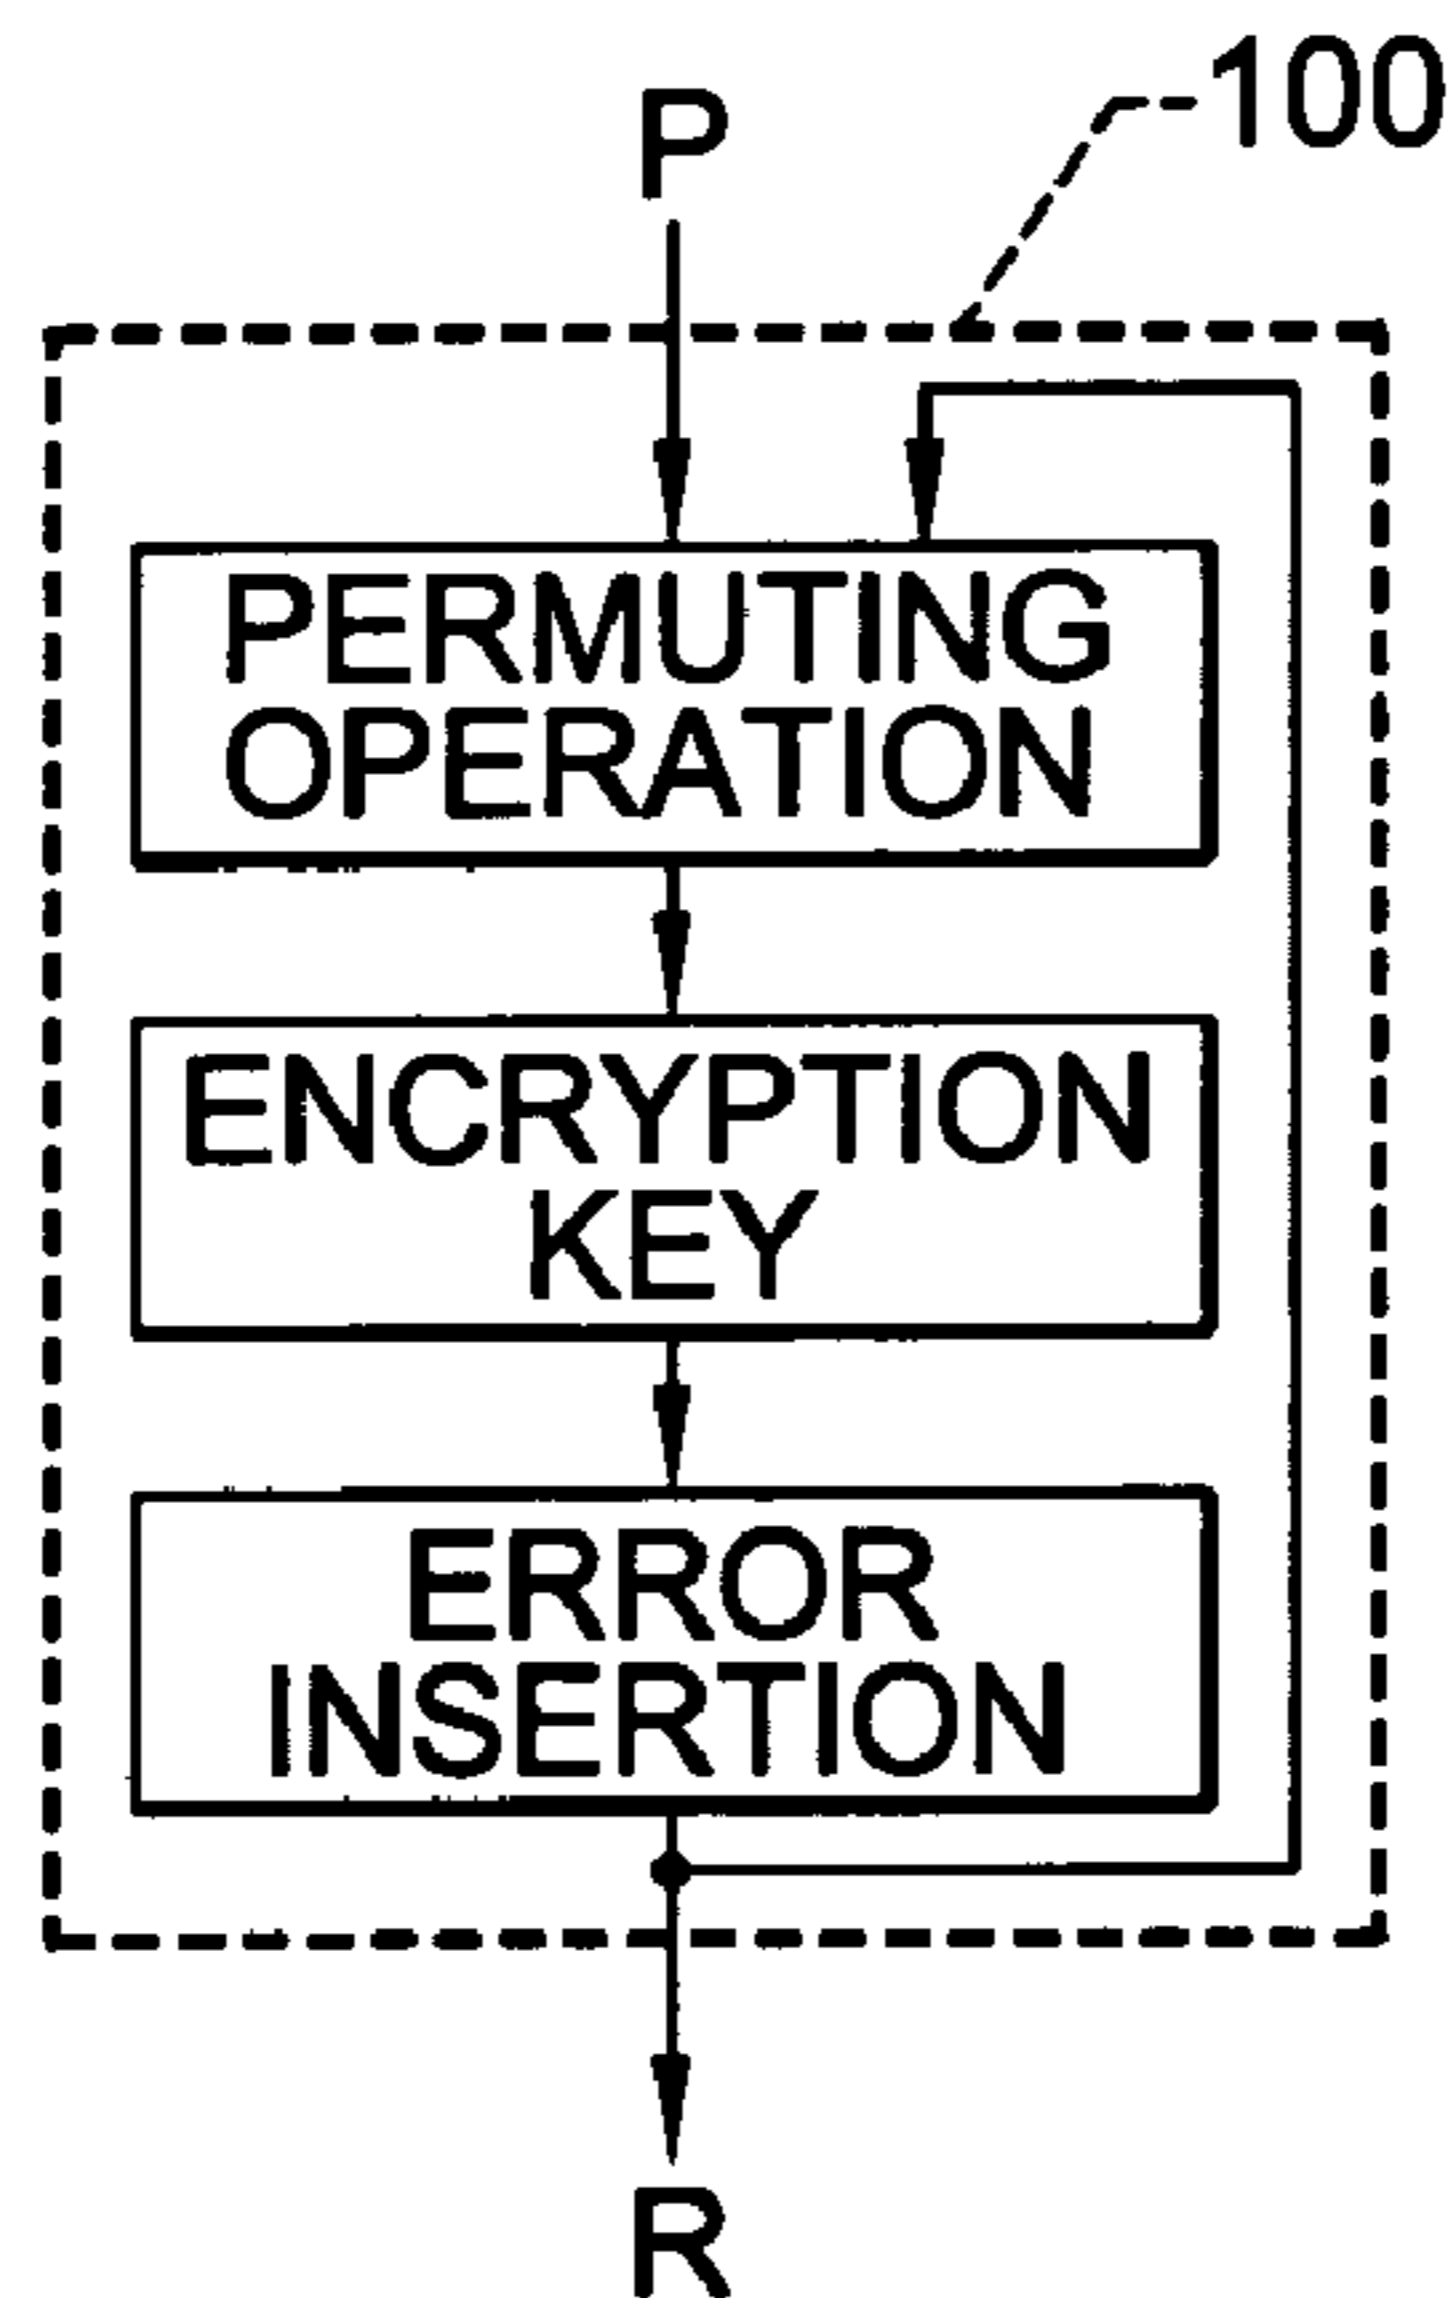 100
P
PERMUTING
OPERATION
ENCRYPTION
KEY
ERROR
INSERTION
R